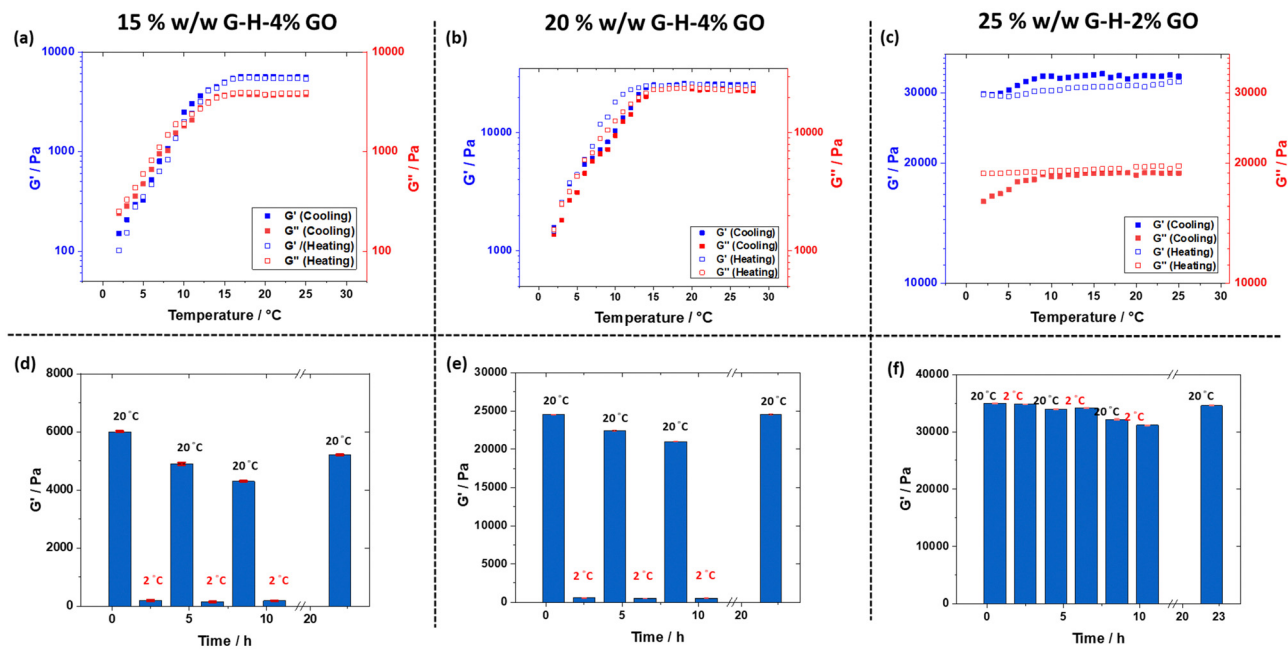 15 % w/w G-H-4% GO
20 % w/w G-H-4% GO
25 % w/w G-H-2% GO
(a)
10000
1000
100
G' / Pa
10000
1000
100
G'' / Pa
G' (Cooling)
G'' (Cooling)
G' /(Heating)
G'' (Heating)
0 5 10 15 20 25 30
Temperature / °C
(b)
10000
1000
G' / Pa
10000
1000
G'' / Pa
G' (Cooling)
G'' (Cooling)
G' (Heating)
G'' (Heating)
0 5 10 15 20 25 30
Temperature / °C
(c)
30000
20000
10000
G' / Pa
30000
20000
10000
G'' / Pa
G' (Cooling)
G'' (Cooling)
G' (Heating)
G'' (Heating)
0 5 10 15 20 25 30
Temperature / °C
(d)
8000
6000
4000
2000
0
G' / Pa
20°C
2°C
20°C
2°C
20°C
2°C
20°C
0 5 10 20
Time / h
(e)
30000
25000
20000
15000
10000
5000
0
G' / Pa
20°C
2°C
20°C
2°C
20°C
2°C
20°C
0 5 10 20
Time / h
(f)
40000
30000
20000
10000
0
G' / Pa
20°C
2°C
20°C
2°C
20°C
2°C
20°C
0 5 10 20 23
Time / h